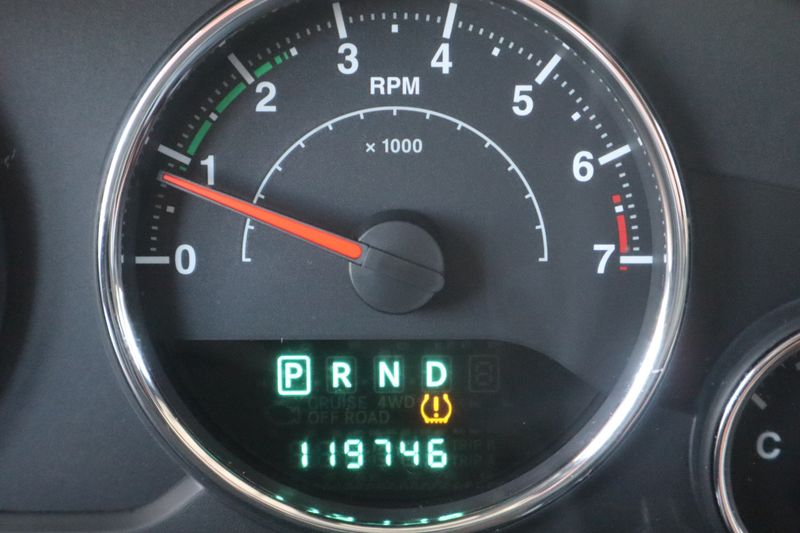 3 4
RPM
2 5
× 1000
1 6
0 7
P R N D
CRUISE 4WD
OFF ROAD
119746
C